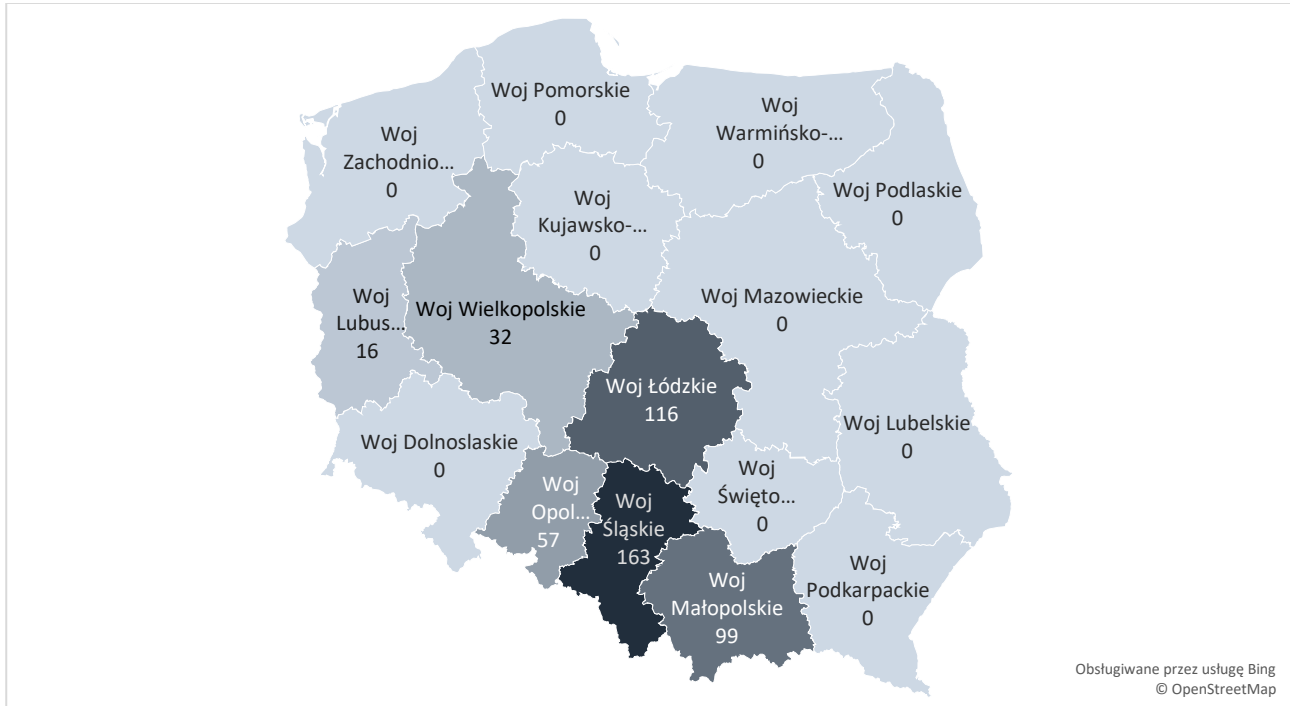 Woj Pomorskie
0
Woj
Warmińsko-...
0
Woj
Zachodnio...
0
Woj Podlaskie
0
Woj
Kujawsko-...
0
Woj Mazowieckie
0
Woj
Lubus...
16
Woj Wielkopolskie
32
Woj Łódzkie
116
Woj Lubelskie
0
Woj Dolnoslaskie
0
Woj
Święto...
0
Woj
Opol...
57
Woj
Śląskie
163
Woj
Małopolskie
99
Woj
Podkarpackie
0
Obsługiwane przez usługę Bing
© OpenStreetMap